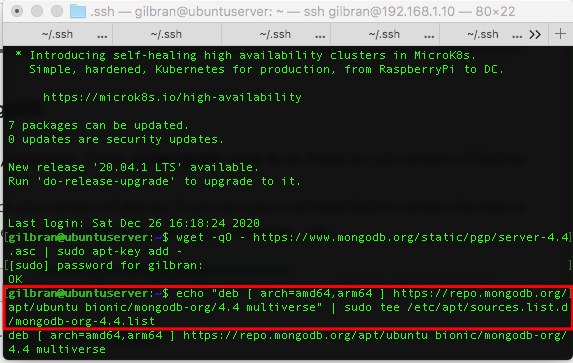 .ssh — gilbran@ubuntuserver: ~ — ssh gilbran@192.168.1.10 — 80×22
~/.ssh ... ~/.ssh ~/.ssh ~/.ssh ... ~/.ssh ... >>
* Introducing self-healing high availability clusters in MicroK8s.
Simple, hardened, Kubernetes for production, from RaspberryPi to DC.
https://microk8s.io/high-availability
7 packages can be updated.
0 updates are security updates.
New release '20.04.1 LTS' available.
Run 'do-release-upgrade' to upgrade to it.
Last login: Sat Dec 26 16:18:24 2020
[gilbran@ubuntuserver:~$ wget -qO - https://www.mongodb.org/static/pgp/server-4.4]
.asc | sudo apt-key add -
[[sudo] password for gilbran:
OK
[gilbran@ubuntuserver:~$ echo "deb [ arch=amd64,arm64 ] https://repo.mongodb.org/]
apt/ubuntu bionic/mongodb-org/4.4 multiverse" | sudo tee /etc/apt/sources.list.d
/mongodb-org-4.4.list
deb [ arch=amd64,arm64 ] https://repo.mongodb.org/apt/ubuntu bionic/mongodb-org/
4.4 multiverse